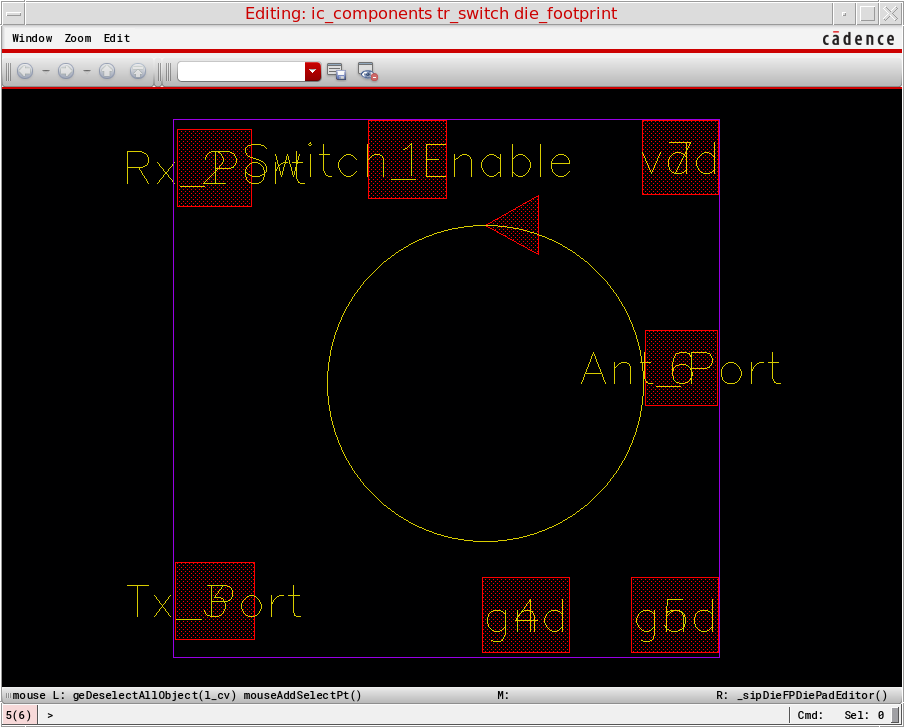 Editing: ic_components tr_switch die_footprint
Window Zoom Edit
cādence
Rx_Port
2
Switch_Enable
1
vdd
7
Ant_Port
6
Tx_Port
3
gnd
4
gnd
5
mouse L: geDeselectAllObject(l_cv) mouseAddSelectPt() M: R: _sipDieFPDiePadEditor()
5(6) > Cmd: Sel: 0